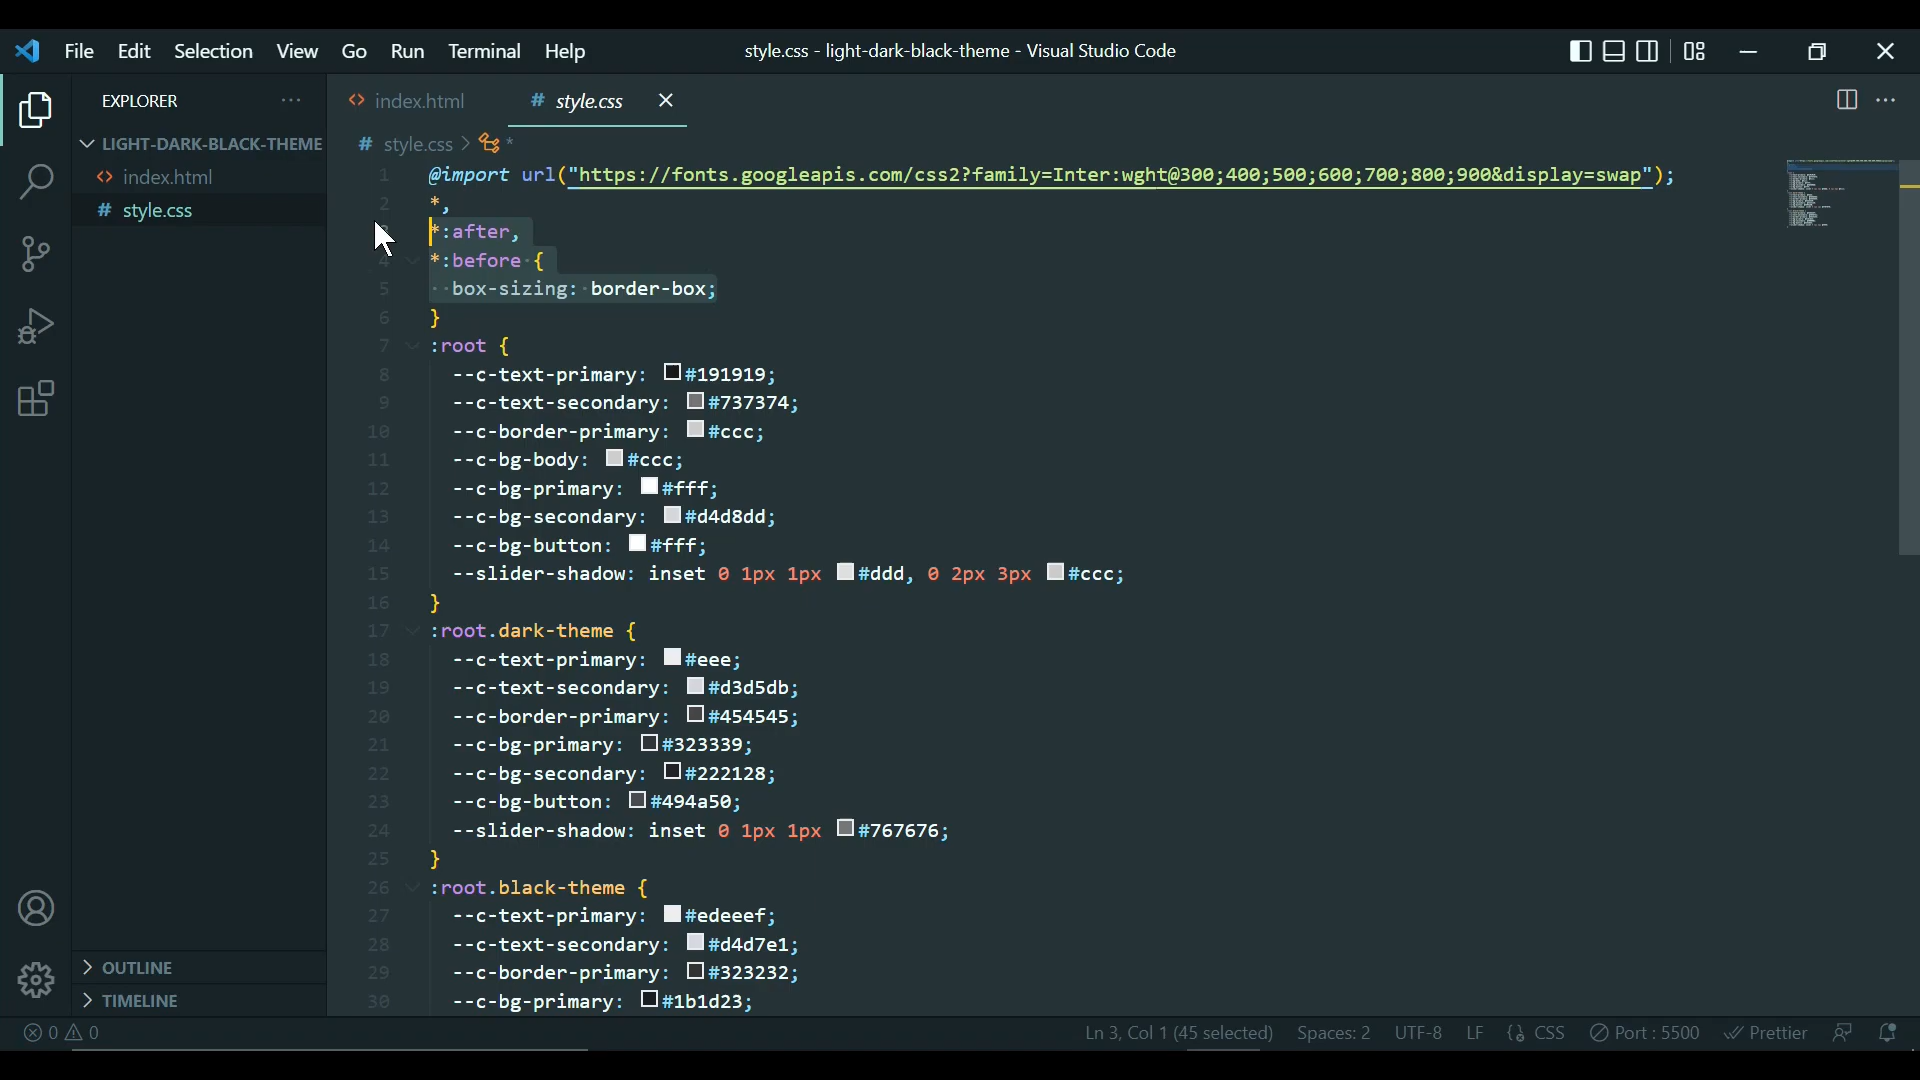 File Edit Selection View Go Run Terminal Help
style.css - light-dark-black-theme - Visual Studio Code
EXPLORER
LIGHT-DARK-BLACK-THEME
<> index.html
# style.css
OUTLINE
TIMELINE
<> index.html # style.css
# style.css > *
1 @import url("https://fonts.googleapis.com/css2?family=Inter:wght@300;400;500;600;700;800;900&display=swap");
2 *,
*:after,
4 *:before {
5 box-sizing: border-box;
6 }
7 :root {
8 --c-text-primary: #191919;
9 --c-text-secondary: #737374;
10 --c-border-primary: #ccc;
11 --c-bg-body: #ccc;
12 --c-bg-primary: #fff;
13 --c-bg-secondary: #d4d8dd;
14 --c-bg-button: #fff;
15 --slider-shadow: inset 0 1px 1px #ddd, 0 2px 3px #ccc;
16 }
17 :root.dark-theme {
18 --c-text-primary: #eee;
19 --c-text-secondary: #d3d5db;
20 --c-border-primary: #454545;
21 --c-bg-primary: #323339;
22 --c-bg-secondary: #222128;
23 --c-bg-button: #494a50;
24 --slider-shadow: inset 0 1px 1px #767676;
25 }
26 :root.black-theme {
27 --c-text-primary: #edeeef;
28 --c-text-secondary: #d4d7e1;
29 --c-border-primary: #323232;
30 --c-bg-primary: #1b1d23;
0 0 Ln 3, Col 1 (45 selected) Spaces: 2 UTF-8 LF {} CSS Port : 5500 Prettier